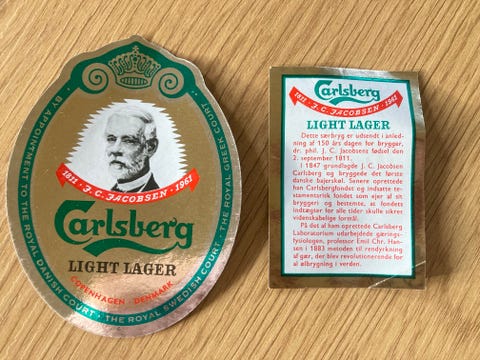 BY APPOINTMENT TO THE ROYAL DANISH COURT · THE ROYAL SWEDISH COURT · THE ROYAL GREEK COURT
1811 · J. C. JACOBSEN · 1961
Carlsberg
LIGHT LAGER
COPENHAGEN · DENMARK
Carlsberg
1811 · J. C. JACOBSEN · 1961
LIGHT LAGER
Dette særbryg er udsendt i anled-
ning af 150 års dagen for brygger,
dr. phil. J. C. Jacobsens fødsel den
2. september 1811.
I 1847 grundlagde J. C. Jacobsen
Carlsberg og bryggede det første
danske bajerskøl. Senere oprettede
han Carlsbergfondet og indsatte te-
stamentarisk fondet som ejer af sit
bryggeri og bestemte, at fondets
indtægter for alle tider skulle sikret
videnskabelige formål.
På det af ham oprettede Carlsberg
Laboratorium udarbejdede gærings-
fysiologen, professor Emil Chr. Han-
sen i 1883 metoden til rendyrkning
af gær, der blev revolutionerende for
al ølbrygning i verden.